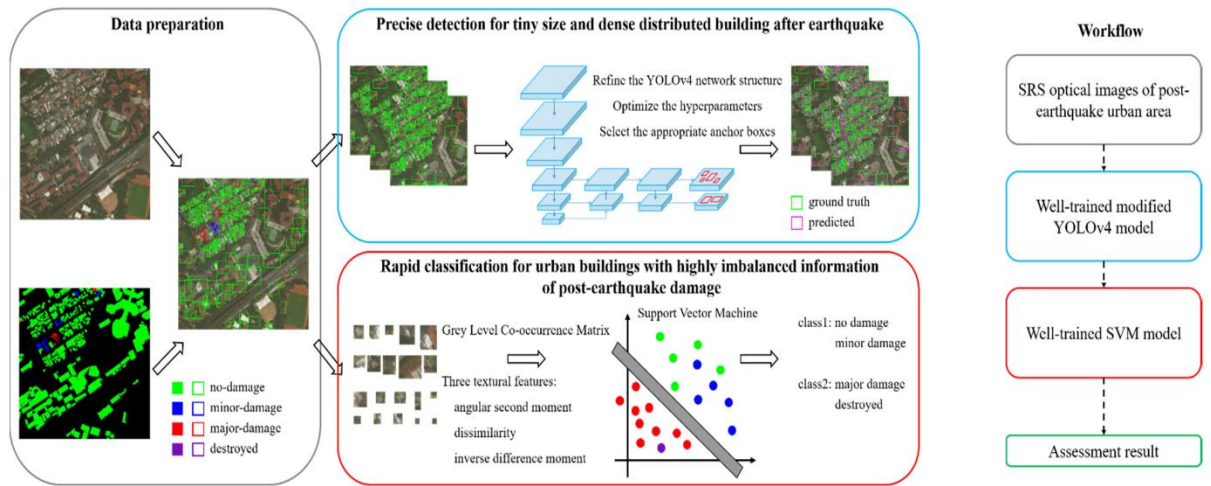 Data preparation
no-damage
minor-damage
major-damage
destroyed
Precise detection for tiny size and dense distributed building after earthquake
Refine the YOLOv4 network structure
Optimize the hyperparameters
Select the appropriate anchor boxes
ground truth
predicted
Rapid classification for urban buildings with highly imbalanced information
of post-earthquake damage
Grey Level Co-occurrence Matrix
Three textural features:
angular second moment
dissimilarity
inverse difference moment
Support Vector Machine
class1: no damage
minor damage
class2: major damage
destroyed
Workflow
SRS optical images of post-
earthquake urban area
Well-trained modified
YOLOv4 model
Well-trained SVM model
Assessment result